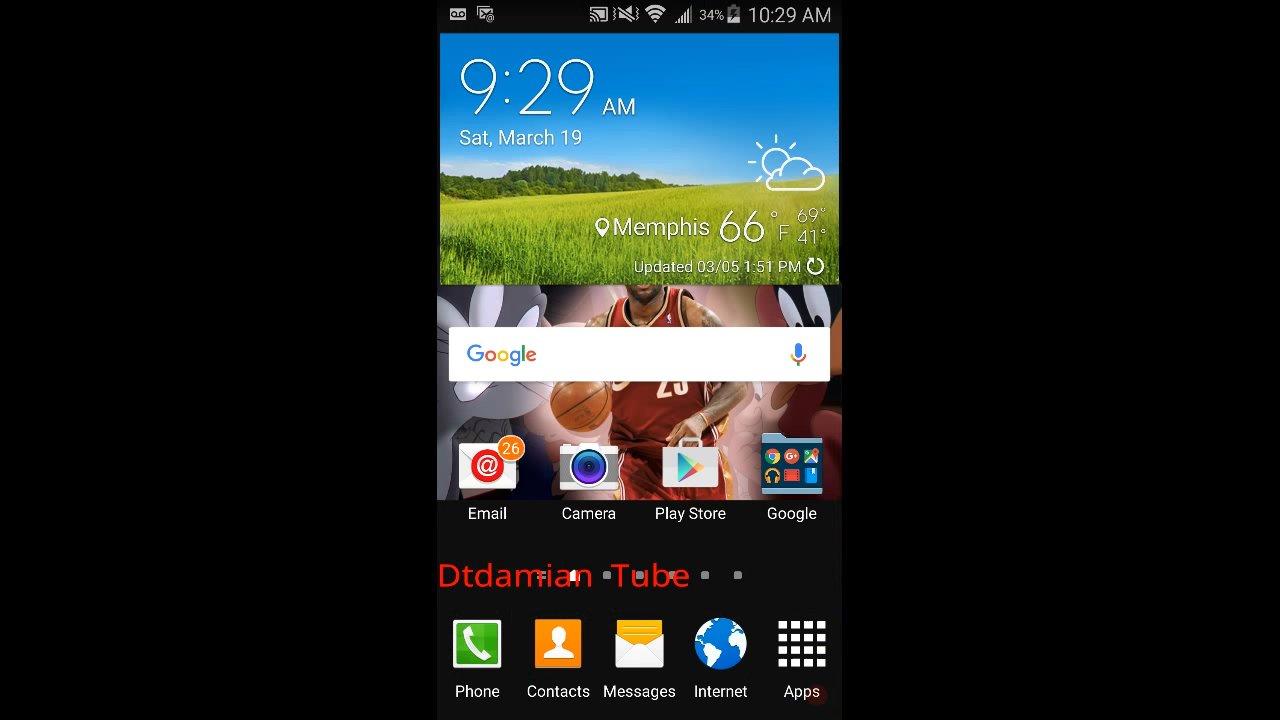 34% 10:29 AM
9:29 AM
Sat, March 19
Memphis 66 °F 69° 41°
Updated 03/05 1:51 PM
Google
23
26
Email Camera Play Store Google
Dtdamian Tube
Phone Contacts Messages Internet Apps